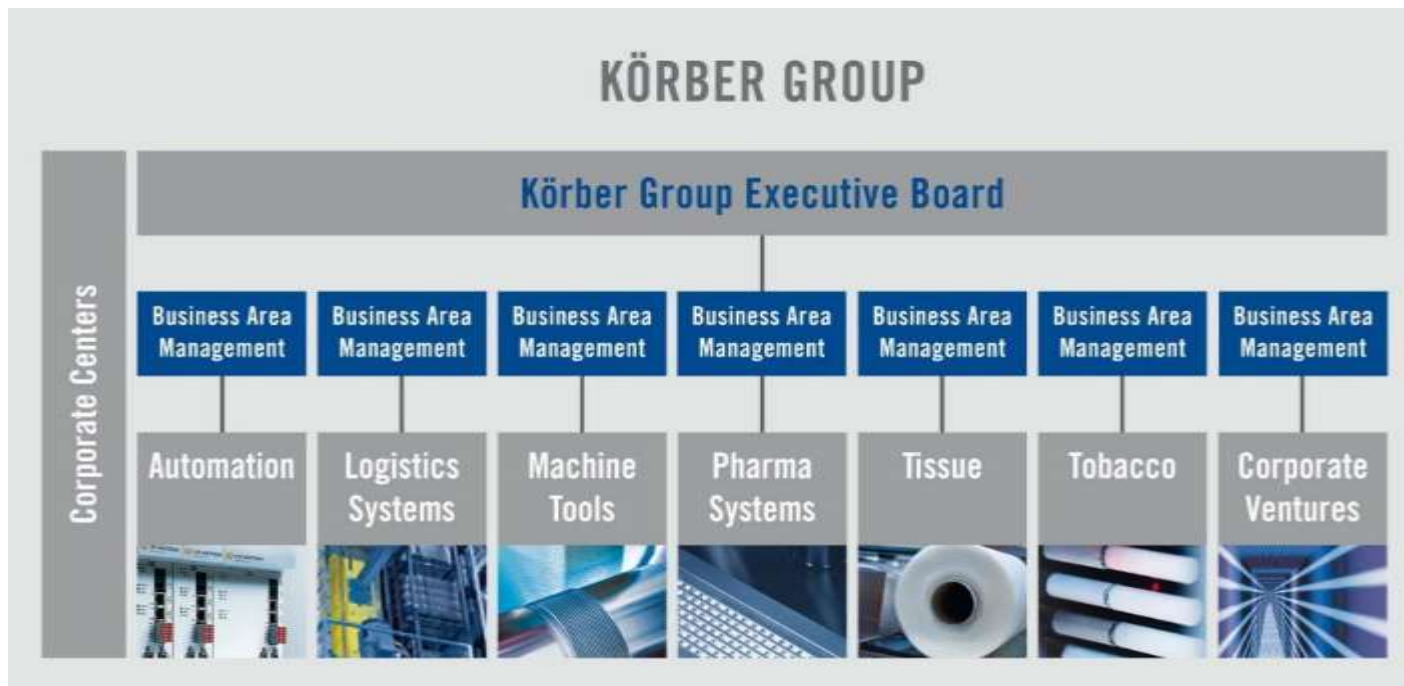 KÖRBER GROUP
Corporate Centers
Körber Group Executive Board
Business Area
Management
Business Area
Management
Business Area
Management
Business Area
Management
Business Area
Management
Business Area
Management
Business Area
Management
Automation
Logistics
Systems
Machine
Tools
Pharma
Systems
Tissue
Tobacco
Corporate
Ventures